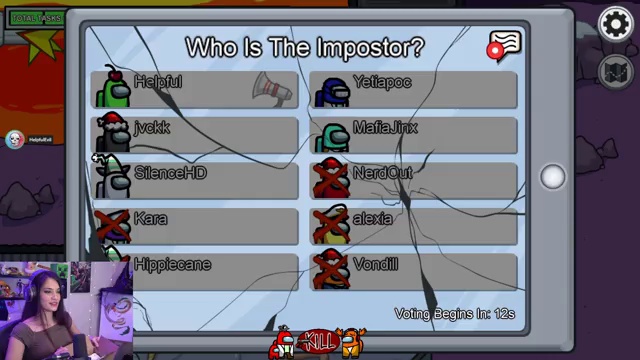 TOTAL TASKS
Who Is The Impostor?
Helpful
Yetiapoc
jvckk
MafiaJinx
HelpfulEvil
SilenceHD
NerdOut
Kara
alexia
Hippiecane
Vondill
Voting Begins In: 12s
KILL